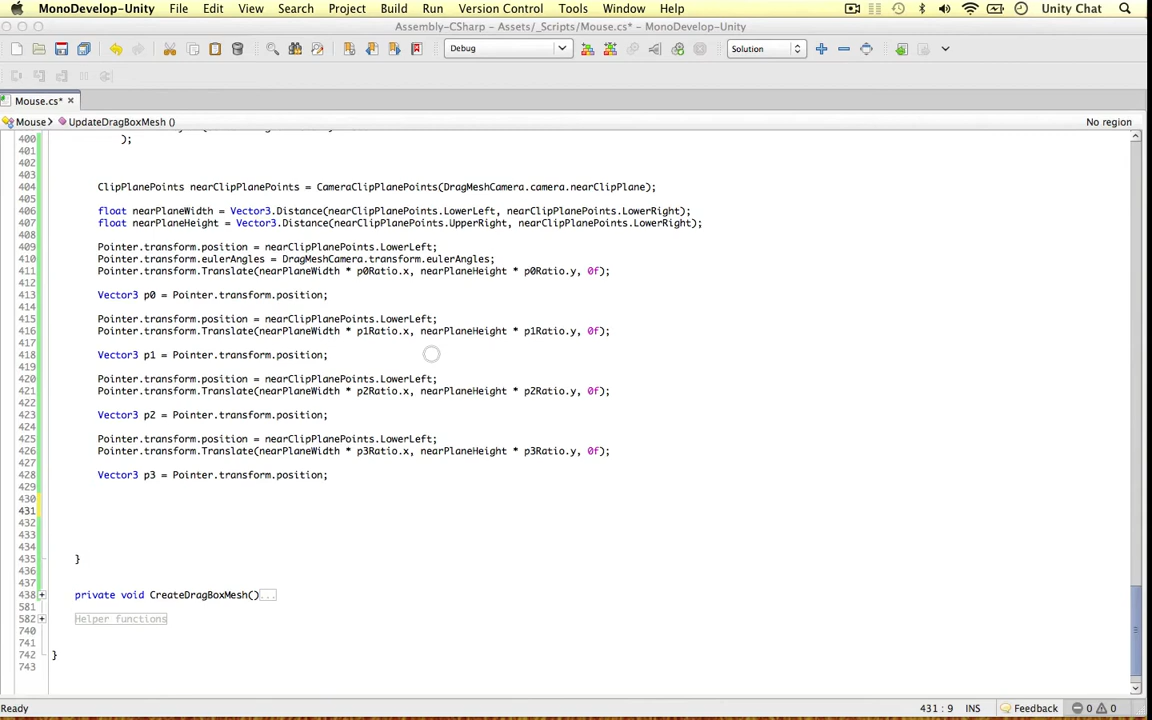 MonoDevelop-Unity File Edit View Search Project Build Run Version Control Tools Window Help Unity Chat
Assembly-CSharp - Assets/_Scripts/Mouse.cs* - MonoDevelop-Unity
Debug Solution
Mouse.cs*
Mouse UpdateDragBoxMesh () No region
400 );
401
402
403
404 ClipPlanePoints nearClipPlanePoints = CameraClipPlanePoints(DragMeshCamera.camera.nearClipPlane);
405
406 float nearPlaneWidth = Vector3.Distance(nearClipPlanePoints.LowerLeft, nearClipPlanePoints.LowerRight);
407 float nearPlaneHeight = Vector3.Distance(nearClipPlanePoints.UpperRight, nearClipPlanePoints.LowerRight);
408
409 Pointer.transform.position = nearClipPlanePoints.LowerLeft;
410 Pointer.transform.eulerAngles = DragMeshCamera.transform.eulerAngles;
411 Pointer.transform.Translate(nearPlaneWidth * p0Ratio.x, nearPlaneHeight * p0Ratio.y, 0f);
412
413 Vector3 p0 = Pointer.transform.position;
414
415 Pointer.transform.position = nearClipPlanePoints.LowerLeft;
416 Pointer.transform.Translate(nearPlaneWidth * p1Ratio.x, nearPlaneHeight * p1Ratio.y, 0f);
417
418 Vector3 p1 = Pointer.transform.position;
419
420 Pointer.transform.position = nearClipPlanePoints.LowerLeft;
421 Pointer.transform.Translate(nearPlaneWidth * p2Ratio.x, nearPlaneHeight * p2Ratio.y, 0f);
422
423 Vector3 p2 = Pointer.transform.position;
424
425 Pointer.transform.position = nearClipPlanePoints.LowerLeft;
426 Pointer.transform.Translate(nearPlaneWidth * p3Ratio.x, nearPlaneHeight * p3Ratio.y, 0f);
427
428 Vector3 p3 = Pointer.transform.position;
429
430
431
432
433
434
435 }
436
437
438 private void CreateDragBoxMesh()...
581
582 Helper functions
740
741
742 }
743
Ready 431 : 9 INS Feedback 0 0